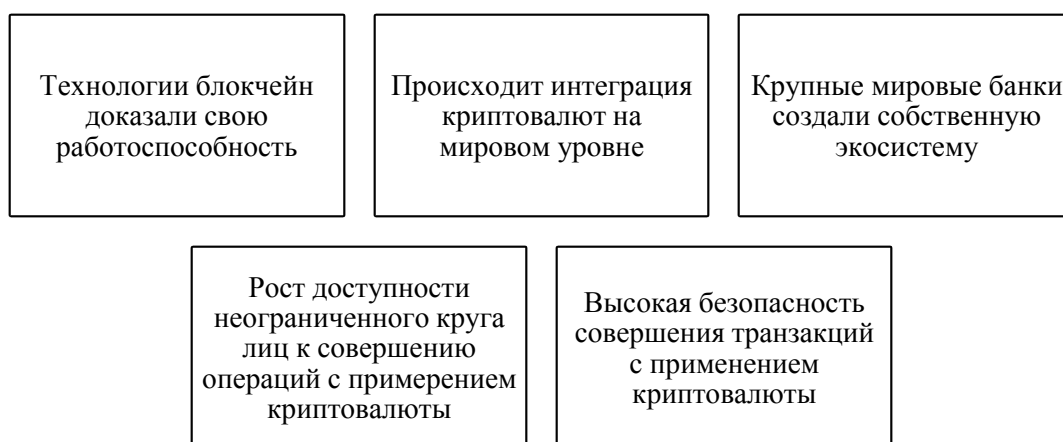 Технологии блокчейн
доказали свою
работоспособность
Происходит интеграция
криптовалют на
мировом уровне
Крупные мировые банки
создали собственную
экосистему
Рост доступности
неограниченного круга
лиц к совершению
операций с примерением
криптовалюты
Высокая безопасность
совершения транзакций
с применением
криптовалюты